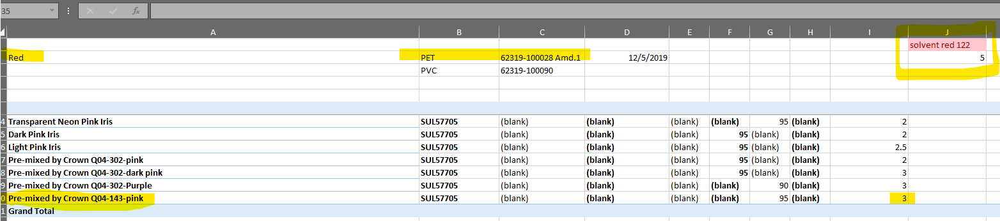 35 fx
A B C D E F G H I J
solvent red 122
Red PET 62319-100028 Amd.1 12/5/2019 5
PVC 62319-100090
4 Transparent Neon Pink Iris SUL57705 (blank) (blank) (blank) (blank) 95 (blank) 2
5 Dark Pink Iris SUL57705 (blank) (blank) (blank) 95 (blank) (blank) 2
6 Light Pink Iris SUL57705 (blank) (blank) (blank) 95 (blank) (blank) 2.5
7 Pre-mixed by Crown Q04-302-pink SUL57705 (blank) (blank) (blank) 95 (blank) (blank) 2
8 Pre-mixed by Crown Q04-302-dark pink SUL57705 (blank) (blank) (blank) 95 (blank) (blank) 3
9 Pre-mixed by Crown Q04-302-Purple SUL57705 (blank) (blank) (blank) (blank) 90 (blank) 3
0 Pre-mixed by Crown Q04-143-pink SUL57705 (blank) (blank) (blank) (blank) 95 (blank) 3
1 Grand Total